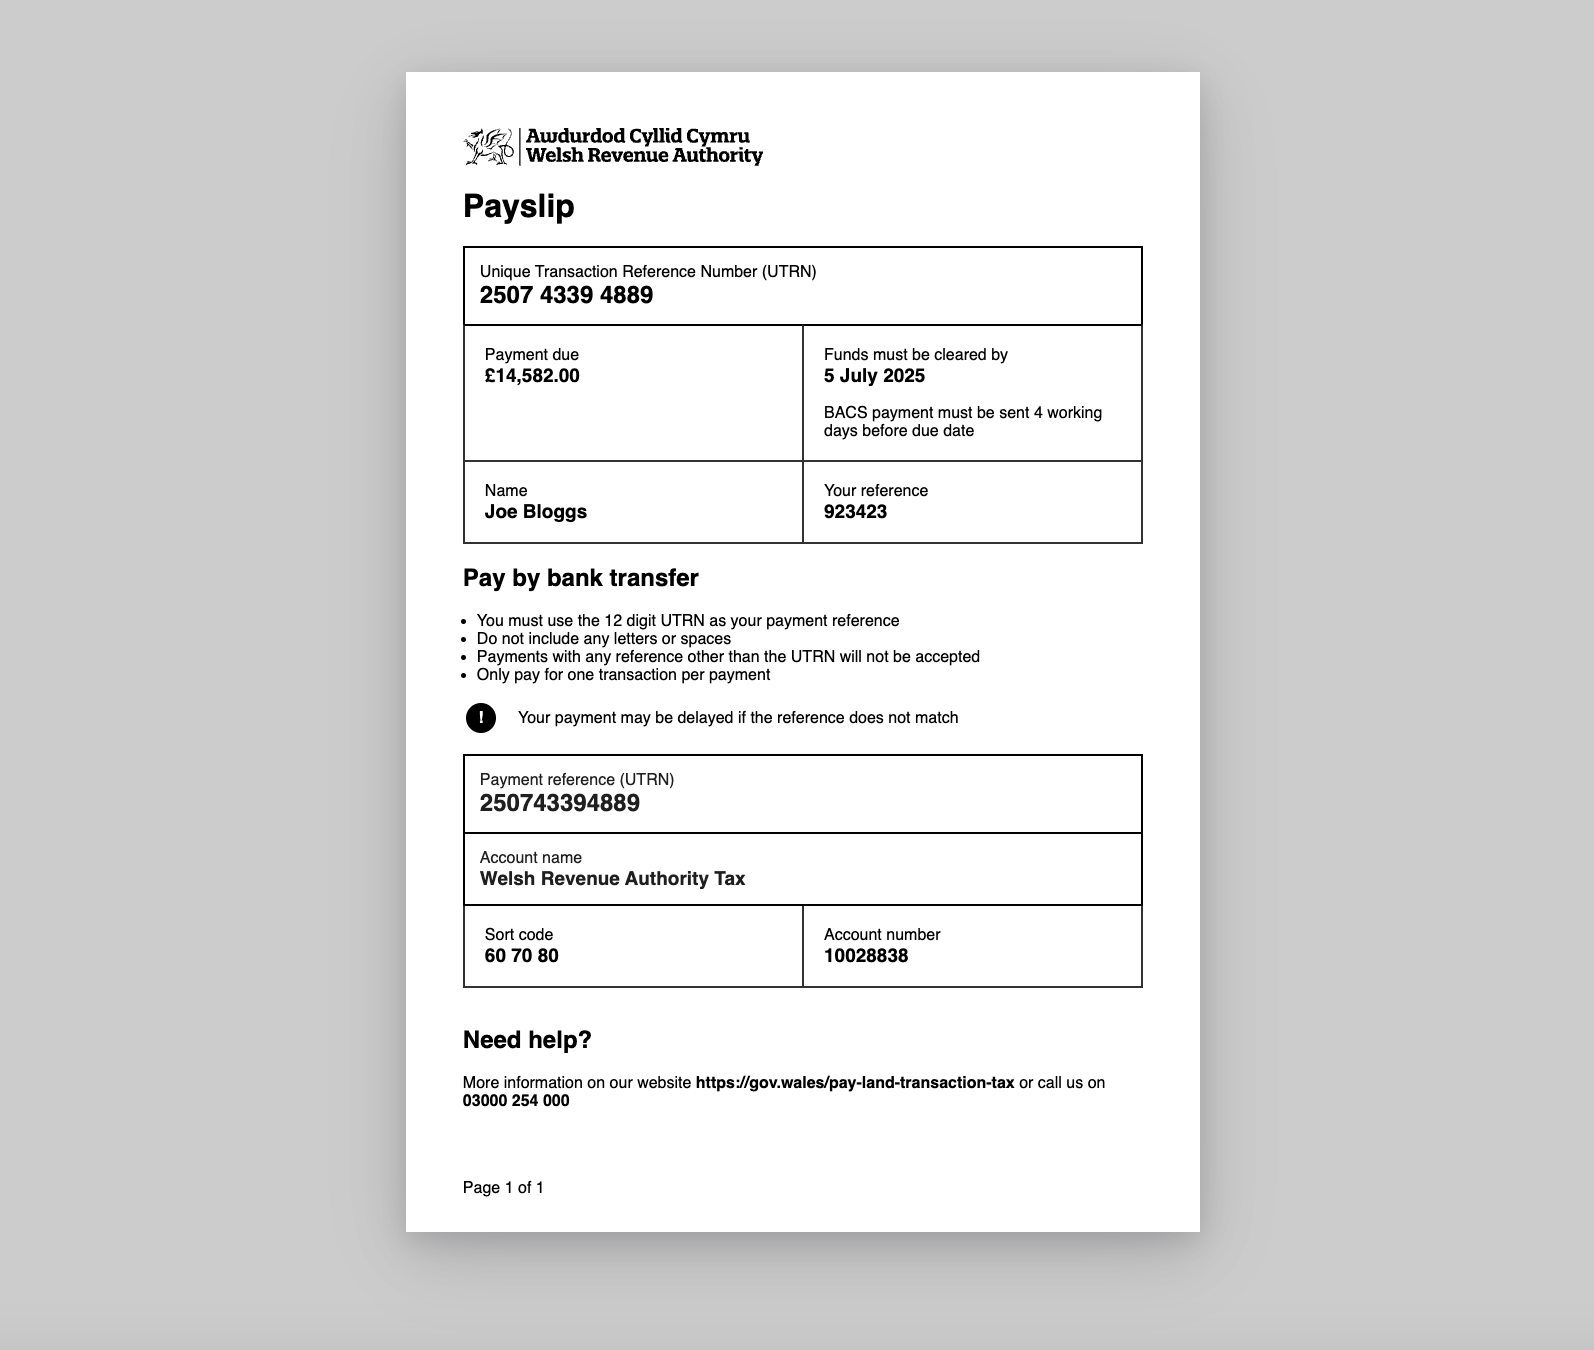 Awdurdod Cyllid Cymru
Welsh Revenue Authority
Payslip
Unique Transaction Reference Number (UTRN)
2507 4339 4889
Payment due
£14,582.00
Funds must be cleared by
5 July 2025
BACS payment must be sent 4 working
days before due date
Name
Joe Bloggs
Your reference
923423
Pay by bank transfer
• You must use the 12 digit UTRN as your payment reference
• Do not include any letters or spaces
• Payments with any reference other than the UTRN will not be accepted
• Only pay for one transaction per payment
! Your payment may be delayed if the reference does not match
Payment reference (UTRN)
250743394889
Account name
Welsh Revenue Authority Tax
Sort code
60 70 80
Account number
10028838
Need help?
More information on our website https://gov.wales/pay-land-transaction-tax or call us on
03000 254 000
Page 1 of 1